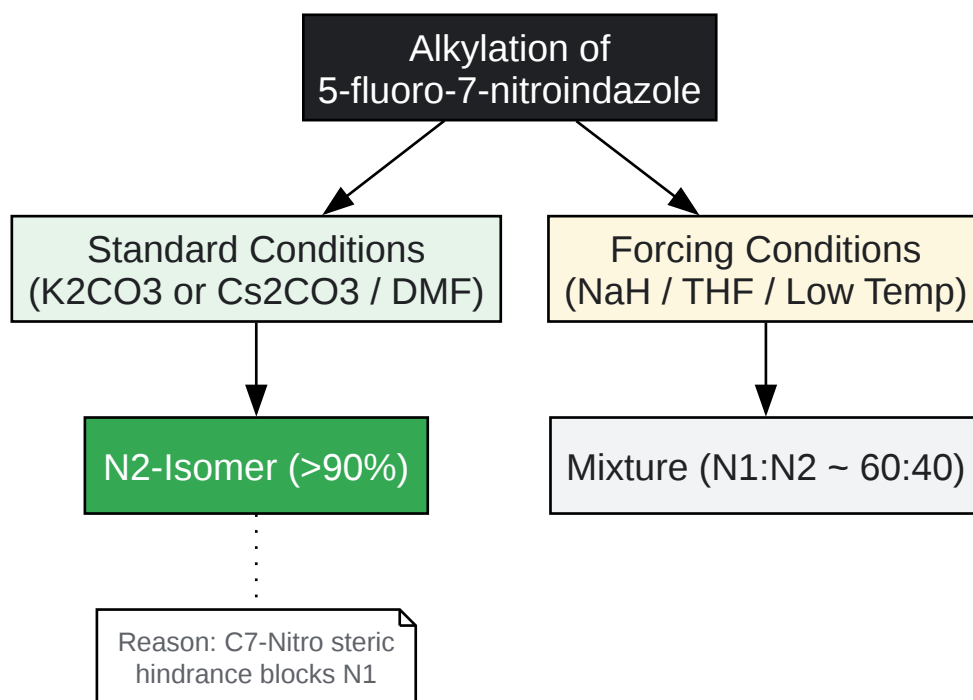 Alkylation of
5-fluoro-7-nitroindazole
Standard Conditions
(K2CO3 or Cs2CO3 / DMF)
Forcing Conditions
(NaH / THF / Low Temp)
N2-Isomer (>90%)
Mixture (N1:N2 ~ 60:40)
Reason: C7-Nitro steric
hindrance blocks N1